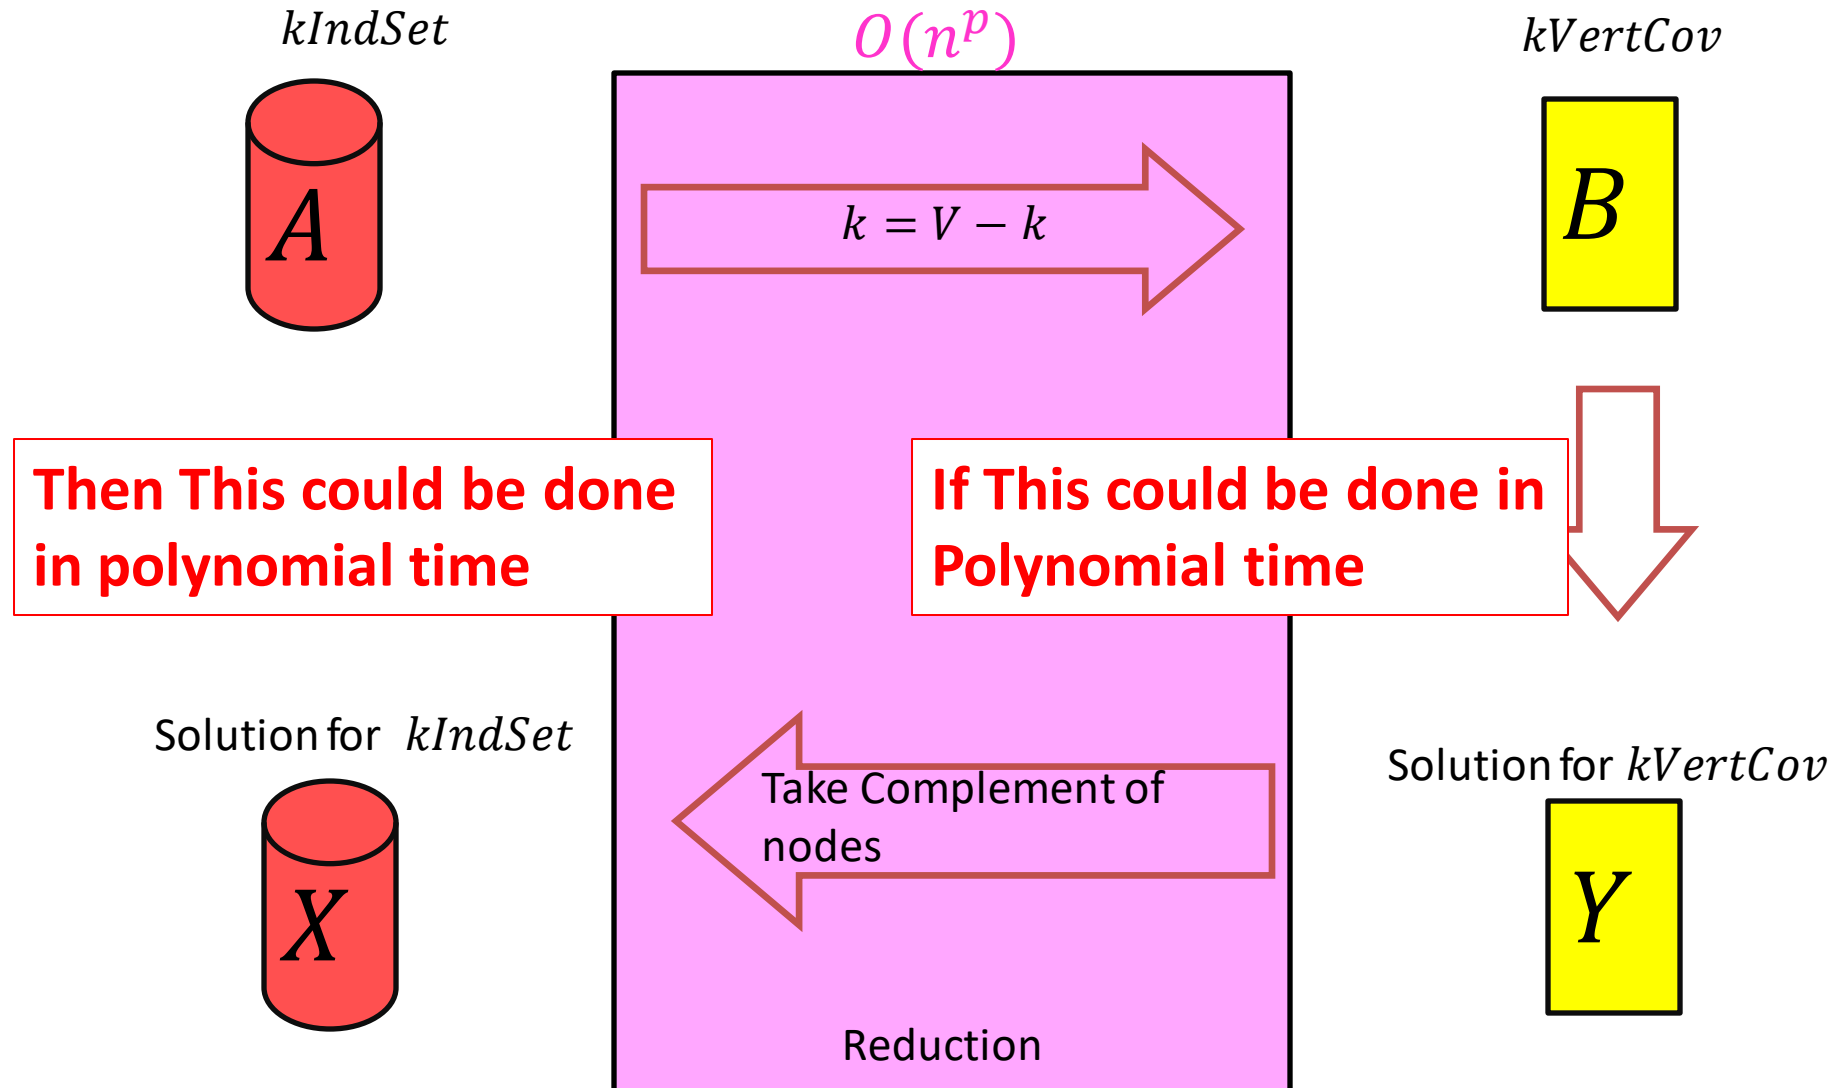 kIndSet
O(n^p)
kVertCov
A
k = V − k
B
Then This could be done
in polynomial time
If This could be done in
Polynomial time
Solution for kIndSet
Take Complement of
nodes
Solution for kVertCov
X
Y
Reduction